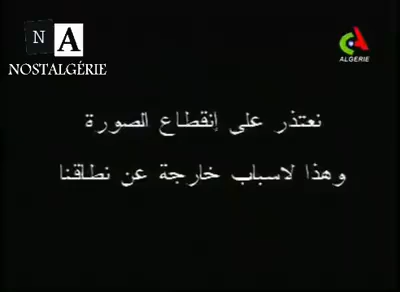 N A
NOSTALGÉRIE
ALGERIE
نعتذر على إنقطاع الصورة
وهذا لاسباب خارجة عن نطاقنا